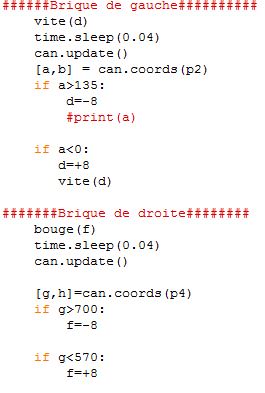 ######Brique de gauche##########
    vite(d)
    time.sleep(0.04)
    can.update()
    [a,b] = can.coords(p2)
    if a>135:
        d=-8
        #print(a)

    if a<0:
       d=+8
       vite(d)

#######Brique de droite########
    bouge(f)
    time.sleep(0.04)
    can.update()

    [g,h]=can.coords(p4)
    if g>700:
        f=-8

    if g<570:
        f=+8